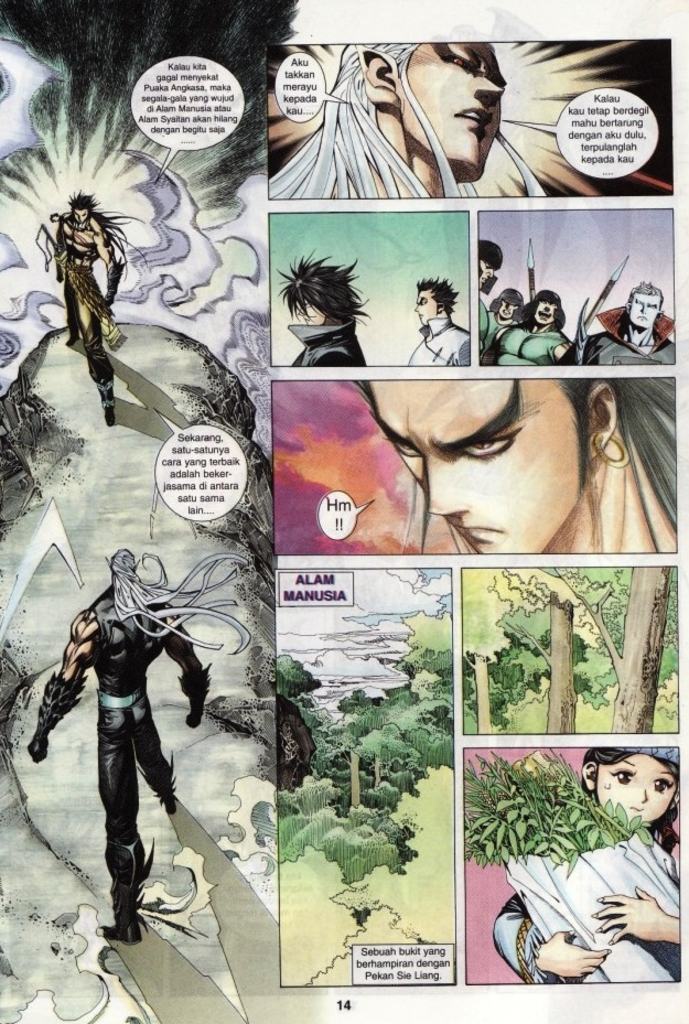 Kalau kita
gagal menyekat
Puaka Angkasa, maka
segala-gala yang wujud
di Alam Manusia atau
Alam Syaitan akan hilang
dengan begitu saja
......
Sekarang,
satu-satunya
cara yang terbaik
adalah beker-
jasama di antara
satu sama
lain....
Aku
takkan
merayu
kepada
kau....
Kalau
kau tetap berdegil
mahu bertarung
dengan aku dulu,
terpulanglah
kepada kau
....
Hm
!!
ALAM
MANUSIA
Sebuah bukit yang
berhampiran dengan
Pekan Sie Liang.
14